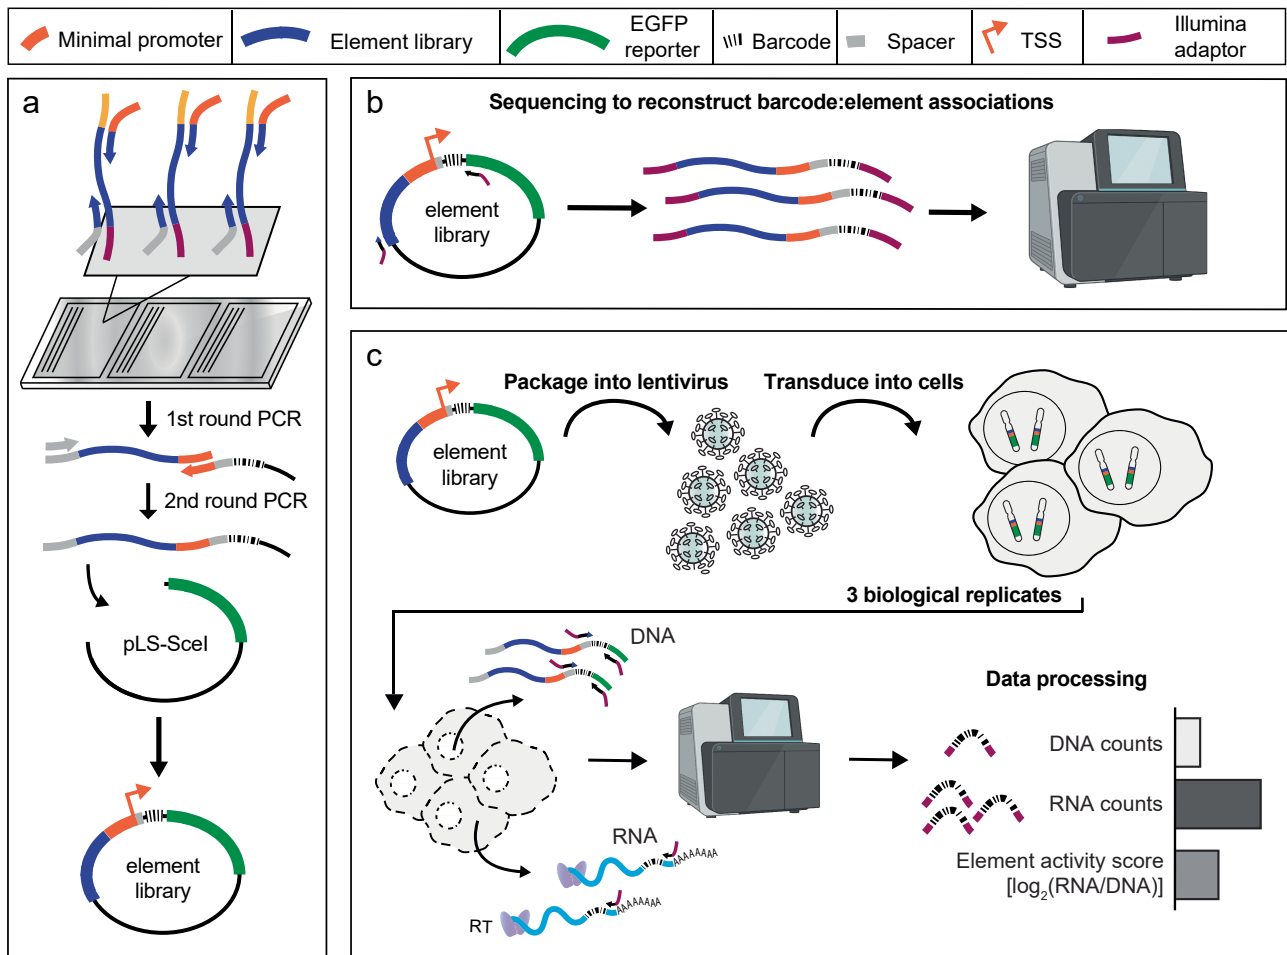 Minimal promoter
Element library
EGFP
reporter
Barcode
Spacer
TSS
Illumina
adaptor
a
1st round PCR
2nd round PCR
pLS-SceI
element
library
b
Sequencing to reconstruct barcode:element associations
element
library
c
Package into lentivirus
Transduce into cells
element
library
3 biological replicates
DNA
RNA
AAAAAAAA
AAAAAAAA
RT
Data processing
DNA counts
RNA counts
Element activity score
[log₂(RNA/DNA)]